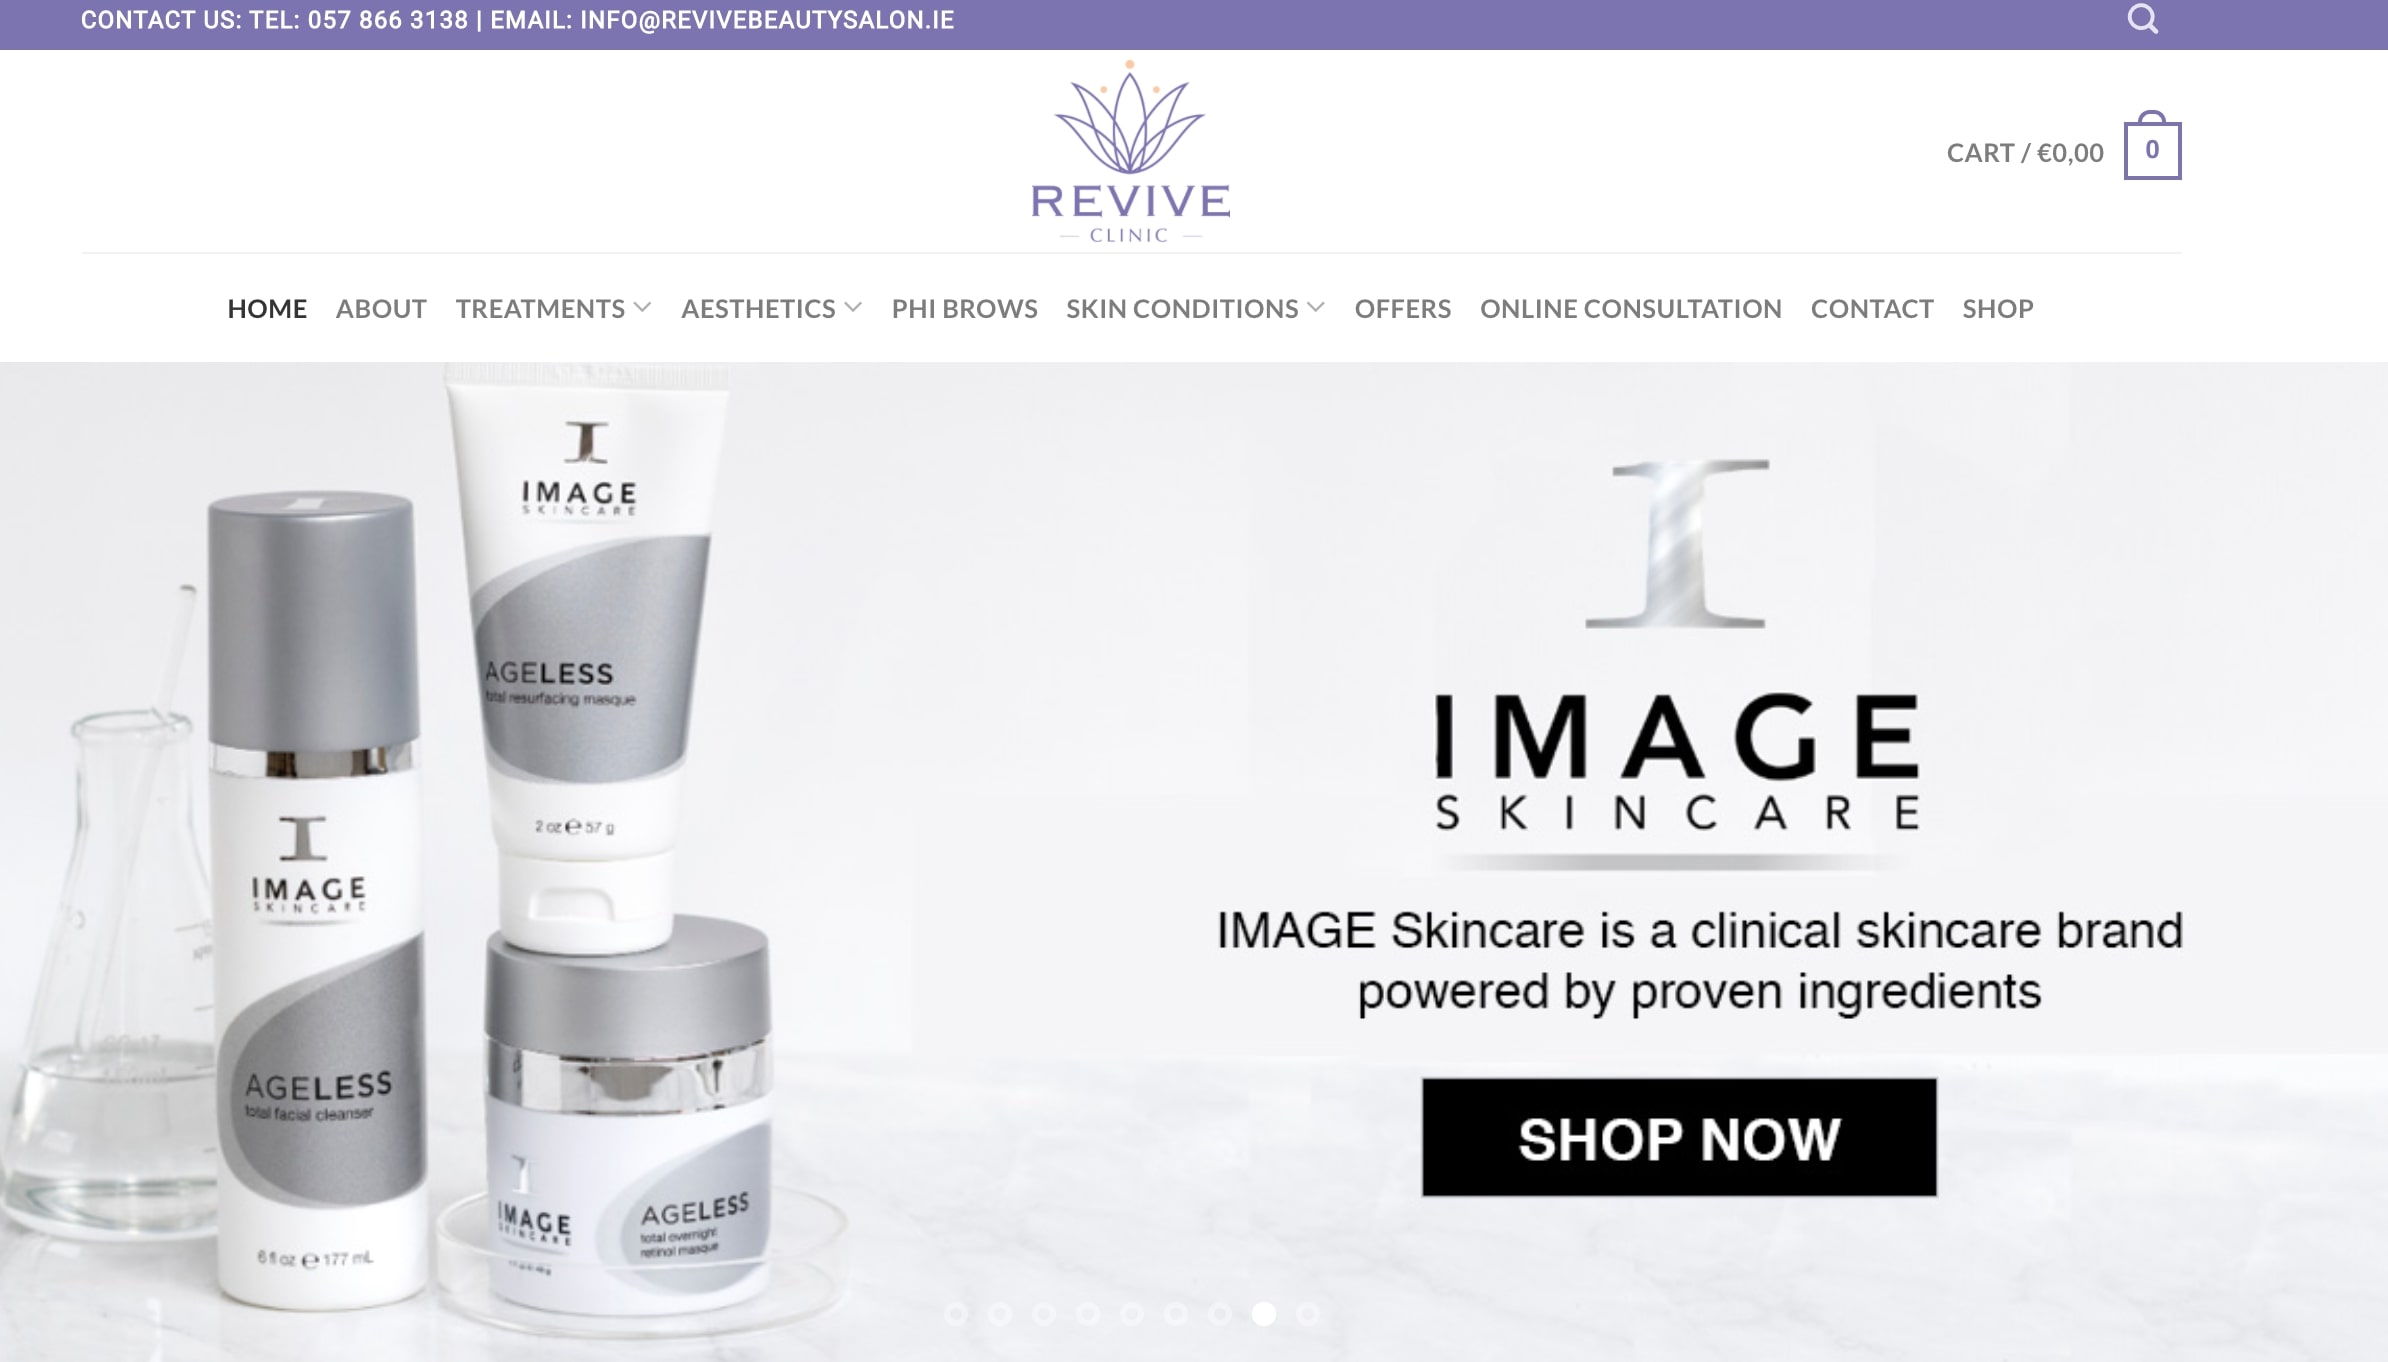 CONTACT US: TEL: 057 866 3138 | EMAIL: INFO@REVIVEBEAUTYSALON.IE
REVIVE
CLINIC
CART / €0,00
0
HOME ABOUT TREATMENTS AESTHETICS PHI BROWS SKIN CONDITIONS OFFERS ONLINE CONSULTATION CONTACT SHOP
I
IMAGE
SKINCARE
AGELESS
total resurfacing masque
2 oz ℮ 57 g
I
IMAGE
SKINCARE
AGELESS
total facial cleanser
6 fl oz ℮ 177 mL
I
IMAGE
SKINCARE
AGELESS
total overnight
retinol masque
I
IMAGE
SKINCARE
IMAGE Skincare is a clinical skincare brand
powered by proven ingredients
SHOP NOW